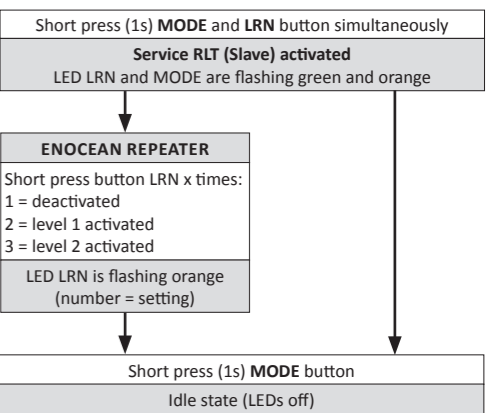 Short press (1s) MODE and LRN button simultaneously
Service RLT (Slave) activated
LED LRN and MODE are flashing green and orange
ENOCEAN REPEATER
Short press button LRN x times:
1 = deactivated
2 = level 1 activated
3 = level 2 activated
LED LRN is flashing orange
(number = setting)
Short press (1s) MODE button
Idle state (LEDs off)